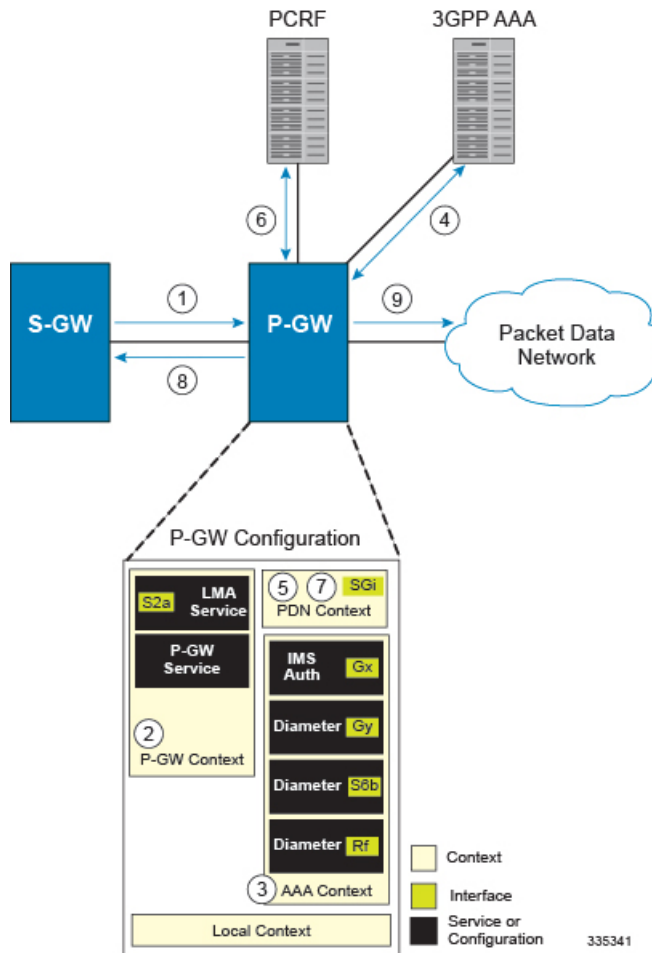 PCRF
3GPP AAA
6
4
S-GW
1
8
P-GW
9
Packet Data
Network
P-GW Configuration
S2a
LMA
Service
P-GW
Service
2
P-GW Context
5
7
SGi
PDN Context
IMS
Auth
Gx
Diameter
Gy
Diameter
S6b
Diameter
Rf
3
AAA Context
Local Context
Context
Interface
Service or
Configuration
335341